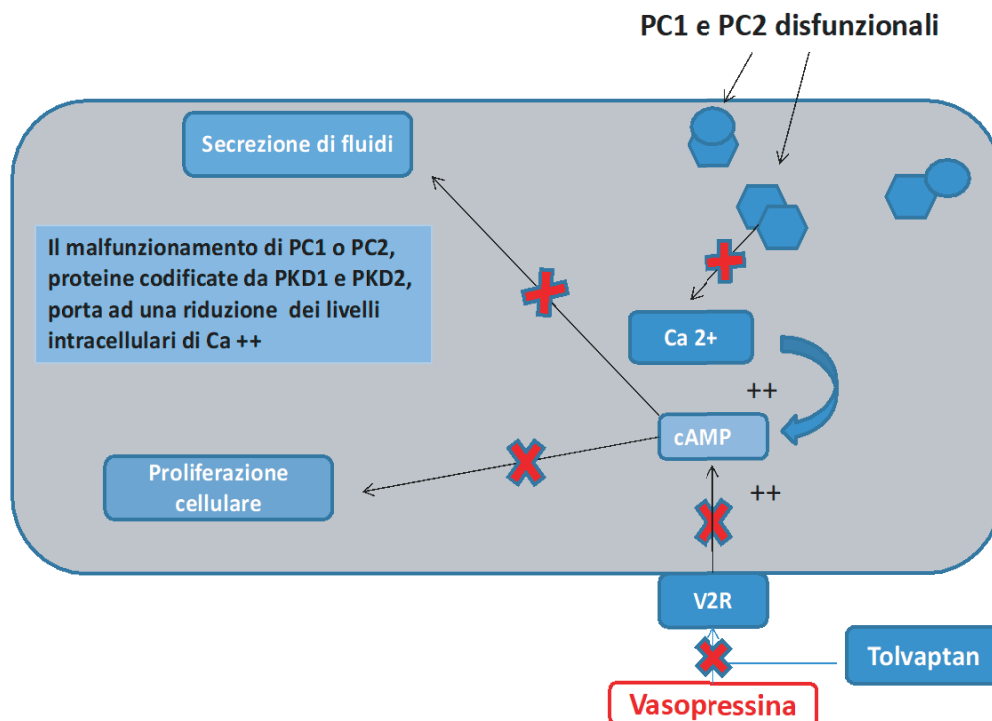 PC1 e PC2 disfunzionali
Secrezione di fluidi
Il malfunzionamento di PC1 o PC2,
proteine codificate da PKD1 e PKD2,
porta ad una riduzione dei livelli
intracellulari di Ca ++
Ca 2+
++
cAMP
Proliferazione
cellulare
++
V2R
Tolvaptan
Vasopressina